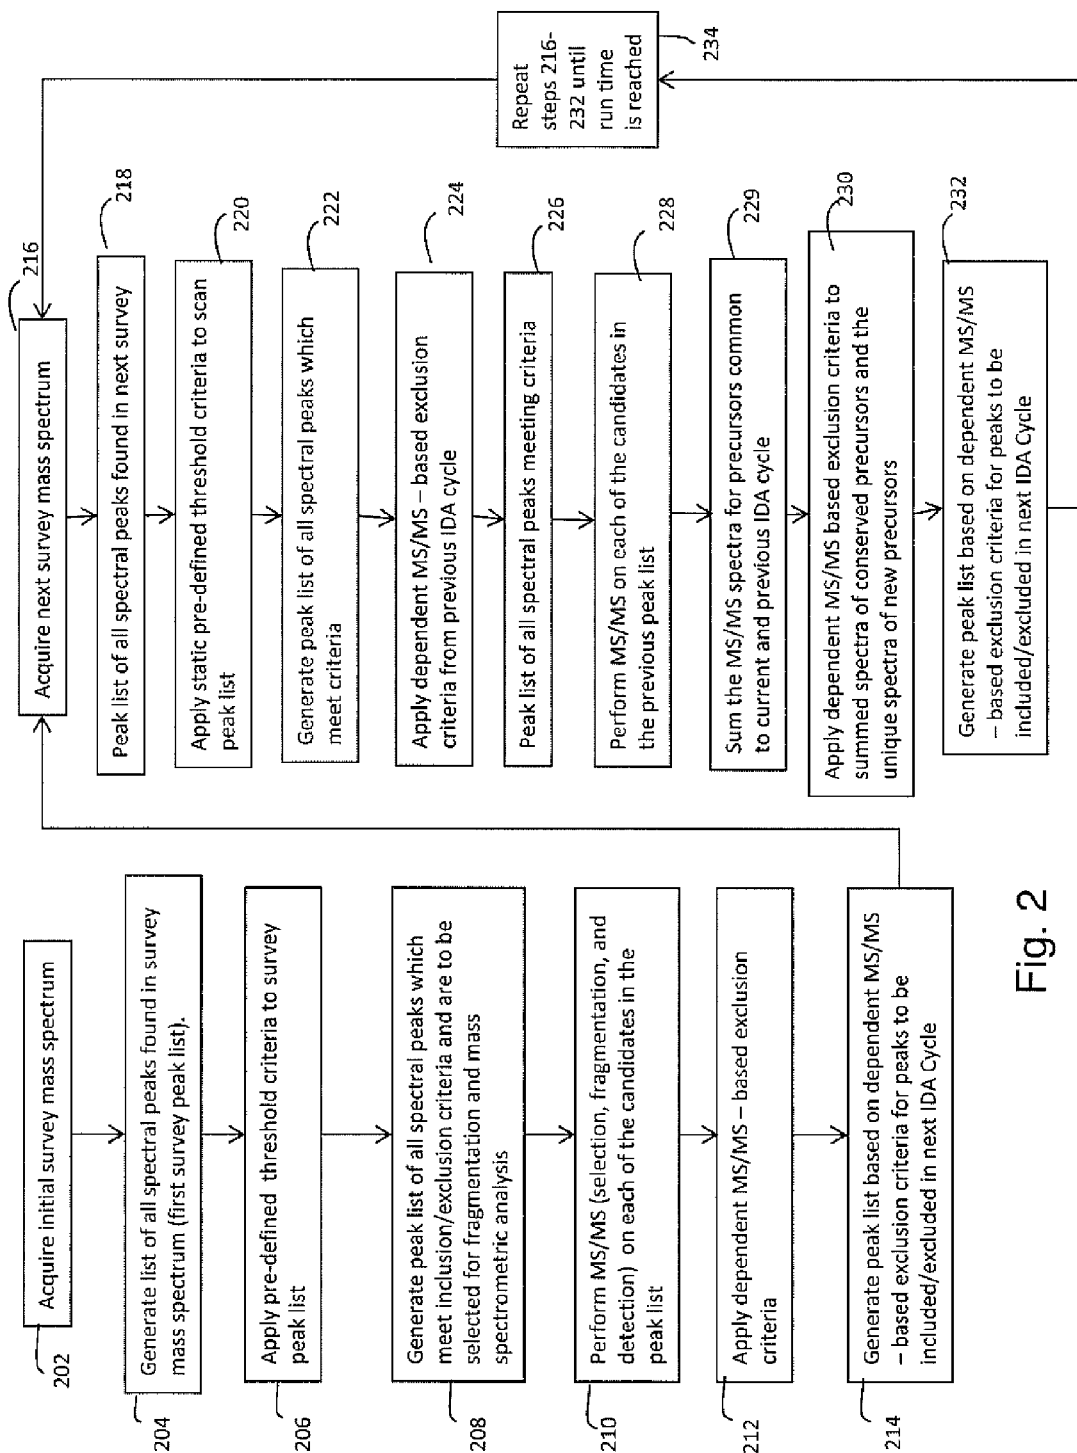 202
Acquire initial survey mass spectrum
204
Generate list of all spectral peaks found in survey
mass spectrum (first survey peak list).
206
Apply pre-defined threshold criteria to survey
peak list
208
Generate peak list of all spectral peaks which
meet inclusion/exclusion criteria and are to be
selected for fragmentation and mass
spectrometric analysis
210
Perform MS/MS (selection, fragmentation, and
detection) on each of the candidates in the
peak list
212
Apply dependent MS/MS – based exclusion
criteria
214
Generate peak list based on dependent MS/MS
– based exclusion criteria for peaks to be
included/excluded in next IDA Cycle
216
Acquire next survey mass spectrum
218
Peak list of all spectral peaks found in next survey
220
Apply static pre-defined threshold criteria to scan
peak list
222
Generate peak list of all spectral peaks which
meet criteria
224
Apply dependent MS/MS – based exclusion
criteria from previous IDA cycle
226
Peak list of all spectral peaks meeting criteria
228
Perform MS/MS on each of the candidates in
the previous peak list
229
Sum the MS/MS spectra for precursors common
to current and previous IDA cycle
230
Apply dependent MS/MS based exclusion criteria to
summed spectra of conserved precursors and the
unique spectra of new precursors
232
Generate peak list based on dependent MS/MS
– based exclusion criteria for peaks to be
included/excluded in next IDA Cycle
234
Repeat
steps 216-
232 until
run time
is reached
Fig. 2